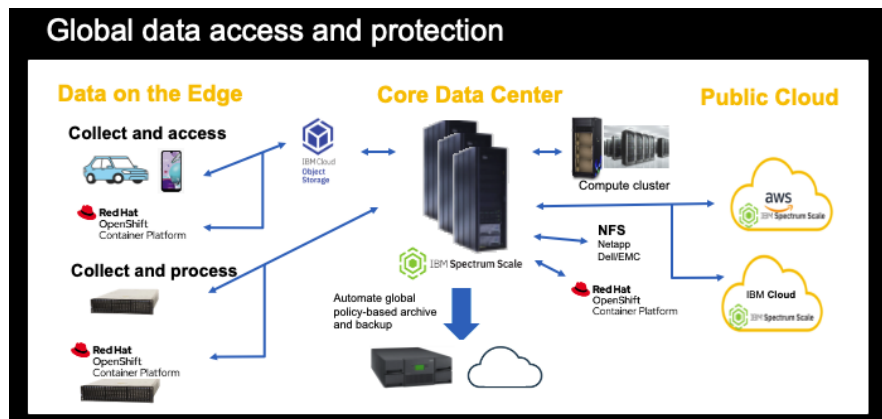 Global data access and protection
Data on the Edge
Core Data Center
Public Cloud
Collect and access
IBM Cloud
Object
Storage
Red Hat
OpenShift
Container Platform
Collect and process
Red Hat
OpenShift
Container Platform
IBM Spectrum Scale
Automate global
policy-based archive
and backup
Compute cluster
NFS
Netapp
Dell/EMC
Red Hat
OpenShift
Container Platform
aws
IBM Spectrum Scale
IBM Cloud
IBM Spectrum Scale